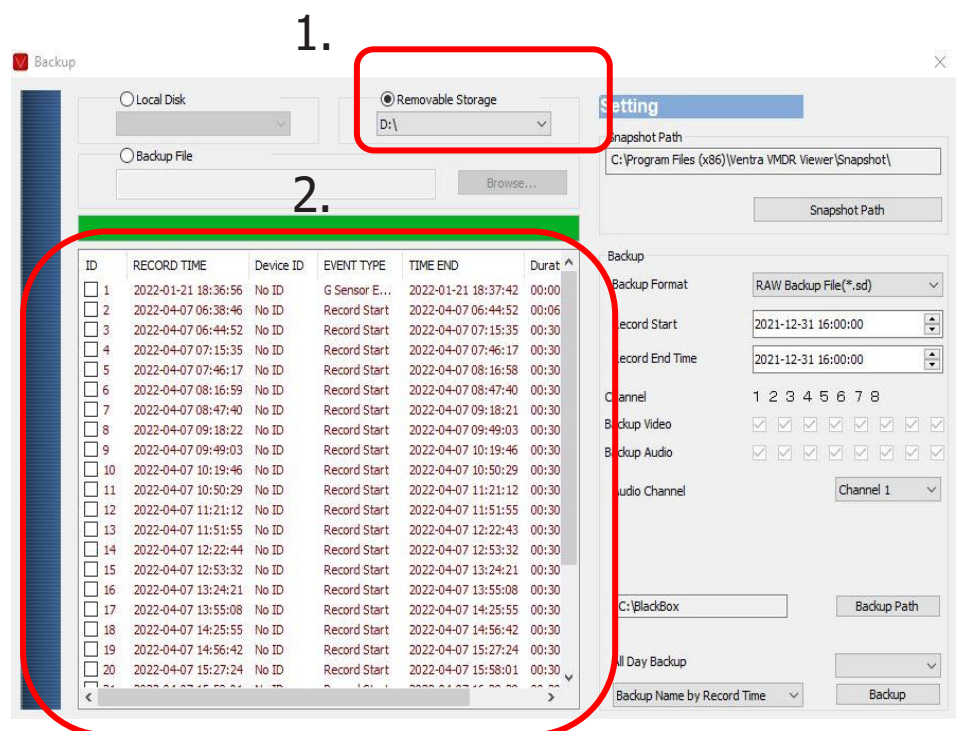 1.
Backup
Local Disk
Removable Storage
D:\
Backup File
Browse...
2.
ID RECORD TIME Device ID EVENT TYPE TIME END Durat
1 2022-01-21 18:36:56 No ID G Sensor E... 2022-01-21 18:37:42 00:00
2 2022-04-07 06:38:46 No ID Record Start 2022-04-07 06:44:52 00:06
3 2022-04-07 06:44:52 No ID Record Start 2022-04-07 07:15:35 00:30
4 2022-04-07 07:15:35 No ID Record Start 2022-04-07 07:46:17 00:30
5 2022-04-07 07:46:17 No ID Record Start 2022-04-07 08:16:58 00:30
6 2022-04-07 08:16:59 No ID Record Start 2022-04-07 08:47:40 00:30
7 2022-04-07 08:47:40 No ID Record Start 2022-04-07 09:18:21 00:30
8 2022-04-07 09:18:22 No ID Record Start 2022-04-07 09:49:03 00:30
9 2022-04-07 09:49:03 No ID Record Start 2022-04-07 10:19:46 00:30
10 2022-04-07 10:19:46 No ID Record Start 2022-04-07 10:50:29 00:30
11 2022-04-07 10:50:29 No ID Record Start 2022-04-07 11:21:12 00:30
12 2022-04-07 11:21:12 No ID Record Start 2022-04-07 11:51:55 00:30
13 2022-04-07 11:51:55 No ID Record Start 2022-04-07 12:22:43 00:30
14 2022-04-07 12:22:44 No ID Record Start 2022-04-07 12:53:32 00:30
15 2022-04-07 12:53:32 No ID Record Start 2022-04-07 13:24:21 00:30
16 2022-04-07 13:24:21 No ID Record Start 2022-04-07 13:55:08 00:30
17 2022-04-07 13:55:08 No ID Record Start 2022-04-07 14:25:55 00:30
18 2022-04-07 14:25:55 No ID Record Start 2022-04-07 14:56:42 00:30
19 2022-04-07 14:56:42 No ID Record Start 2022-04-07 15:27:24 00:30
20 2022-04-07 15:27:24 No ID Record Start 2022-04-07 15:58:01 00:30
Setting
Snapshot Path
C:\Program Files (x86)\Ventra VMDR Viewer\Snapshot\
Snapshot Path
Backup
Backup Format RAW Backup File(*.sd)
Record Start 2021-12-31 16:00:00
Record End Time 2021-12-31 16:00:00
Channel 1 2 3 4 5 6 7 8
Backup Video
Backup Audio
Audio Channel Channel 1
C:\BlackBox Backup Path
All Day Backup
Backup Name by Record Time Backup